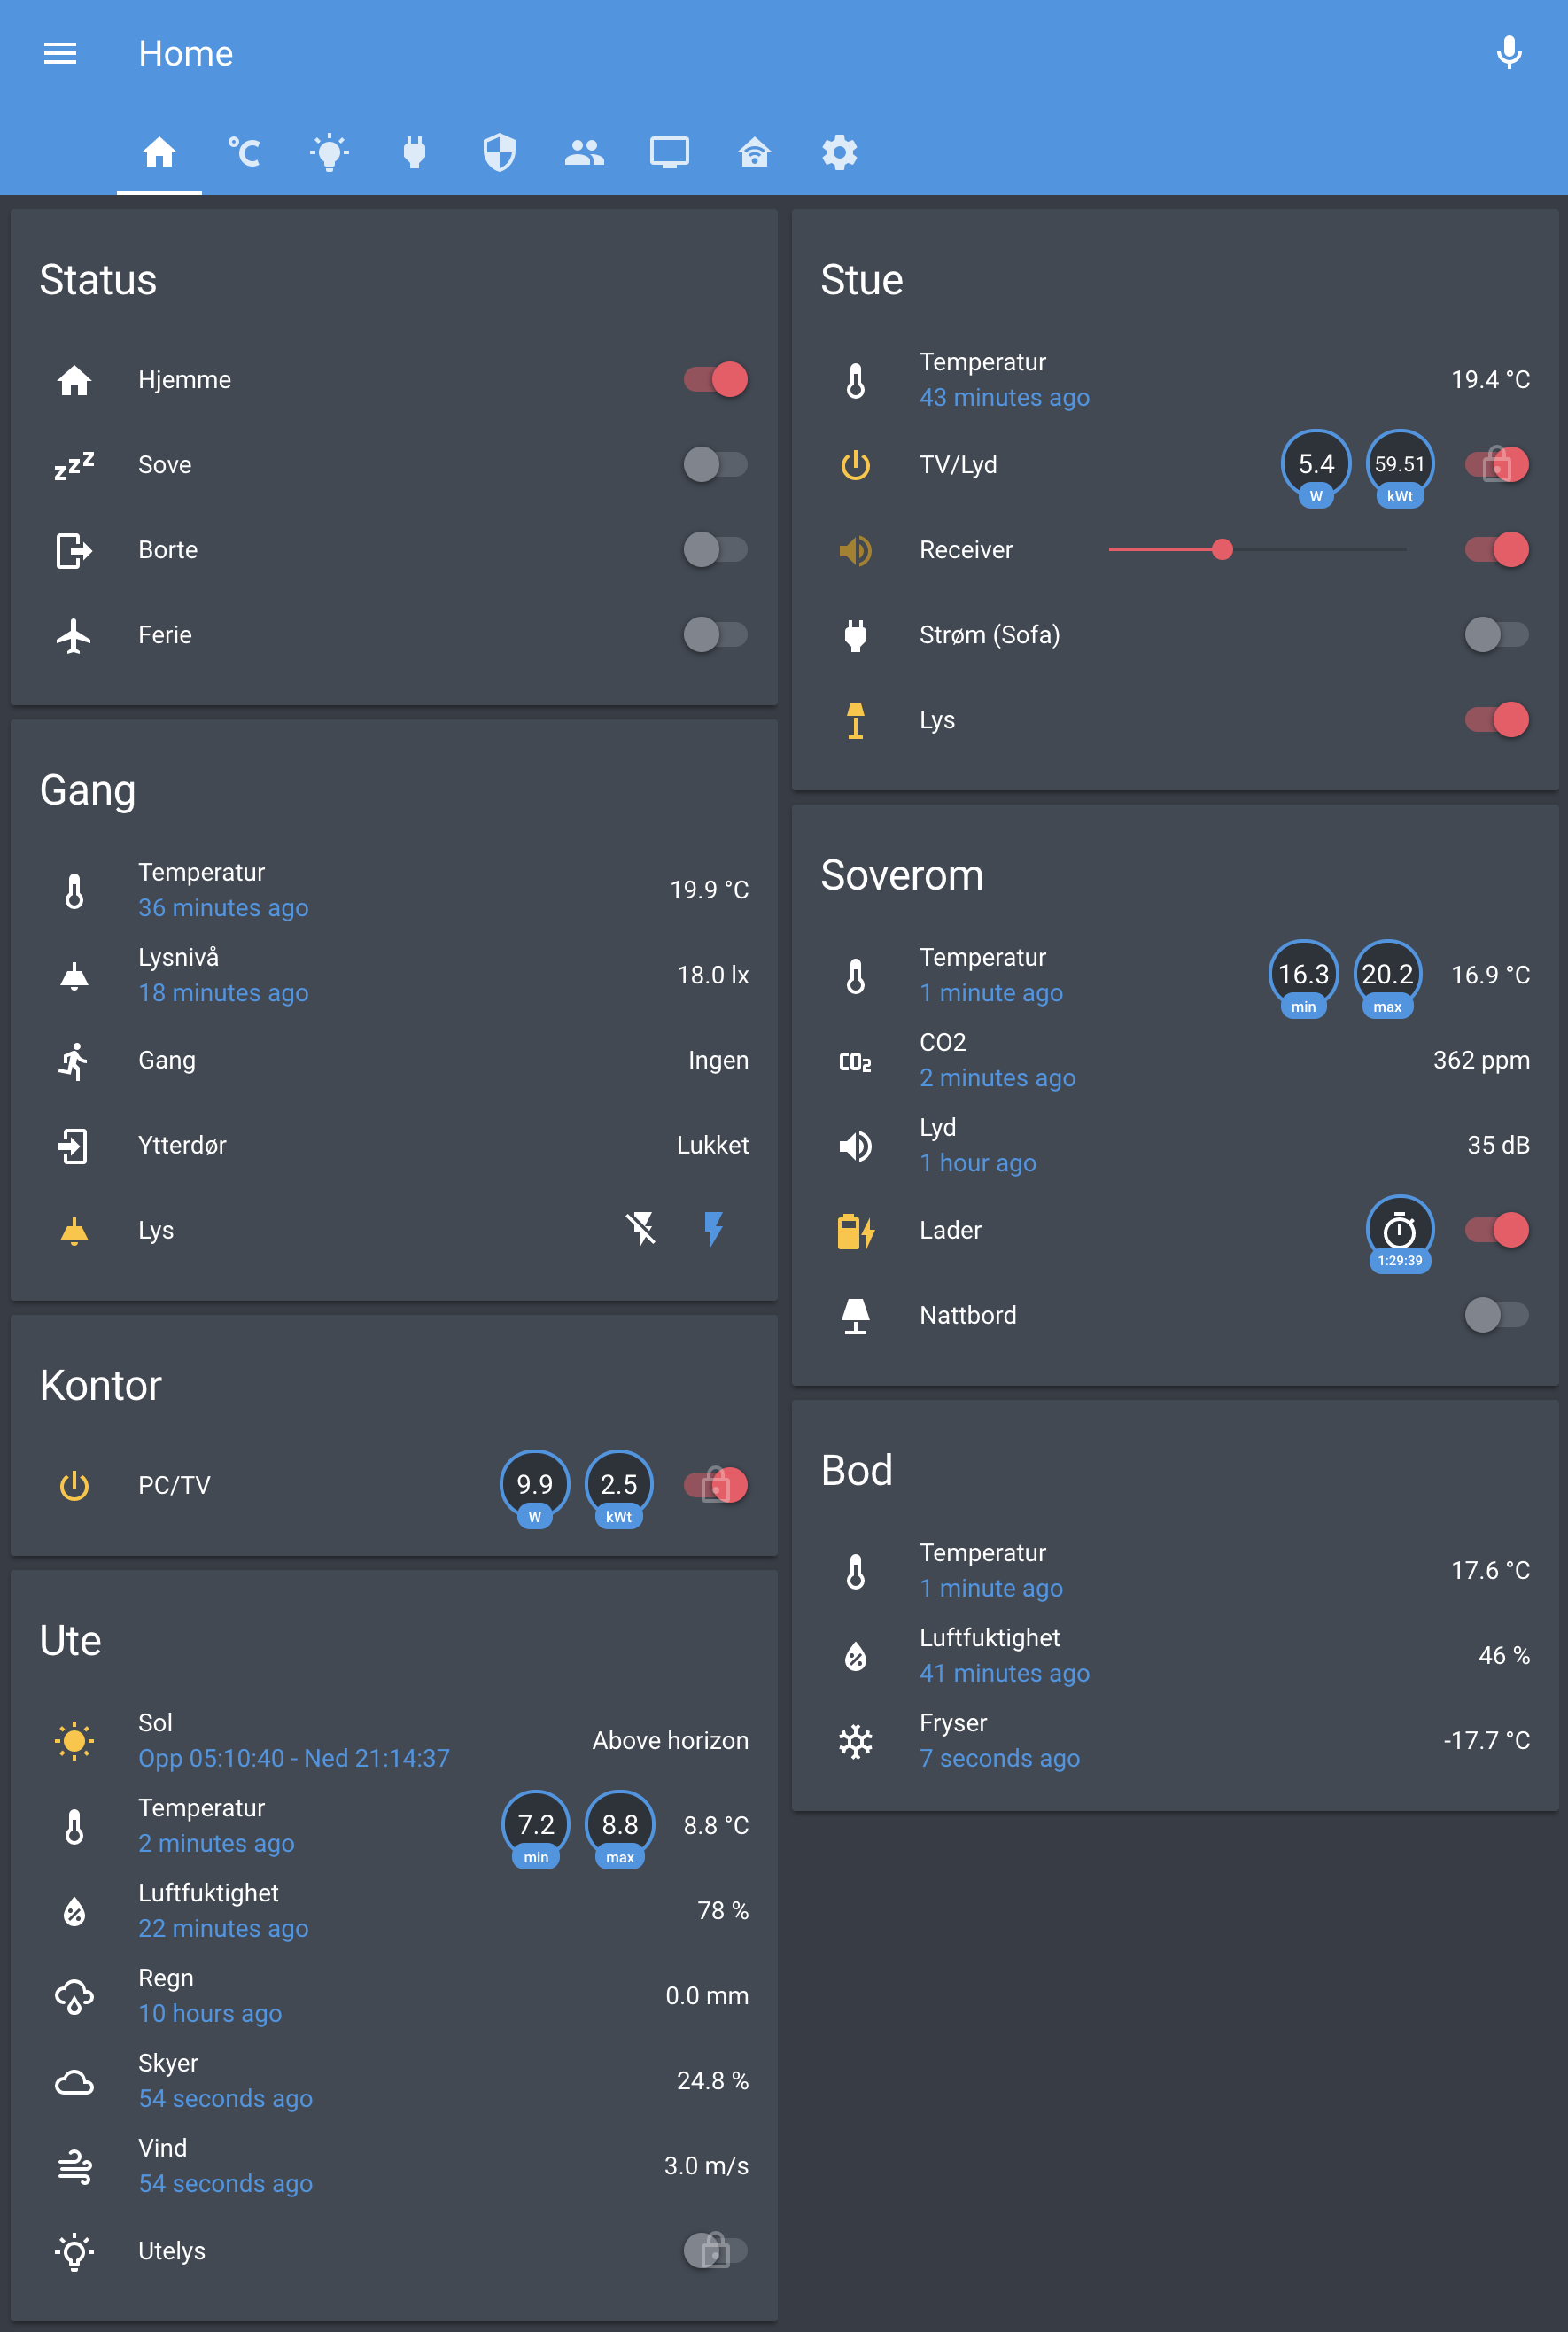 Home
°C
Status
Hjemme
zzz
Sove
Borte
Ferie
Gang
Temperatur
36 minutes ago
19.9 °C
Lysnivå
18 minutes ago
18.0 lx
Gang
Ingen
Ytterdør
Lukket
Lys
Kontor
PC/TV
9.9
W
2.5
kWt
Ute
Sol
Opp 05:10:40 - Ned 21:14:37
Above horizon
Temperatur
2 minutes ago
7.2
min
8.8
max
8.8 °C
Luftfuktighet
22 minutes ago
78 %
Regn
10 hours ago
0.0 mm
Skyer
54 seconds ago
24.8 %
Vind
54 seconds ago
3.0 m/s
Utelys
Stue
Temperatur
43 minutes ago
19.4 °C
TV/Lyd
5.4
W
59.51
kWt
Receiver
Strøm (Sofa)
Lys
Soverom
Temperatur
1 minute ago
16.3
min
20.2
max
16.9 °C
CO2
CO2
2 minutes ago
362 ppm
Lyd
1 hour ago
35 dB
Lader
1:29:39
Nattbord
Bod
Temperatur
1 minute ago
17.6 °C
Luftfuktighet
41 minutes ago
46 %
Fryser
7 seconds ago
-17.7 °C